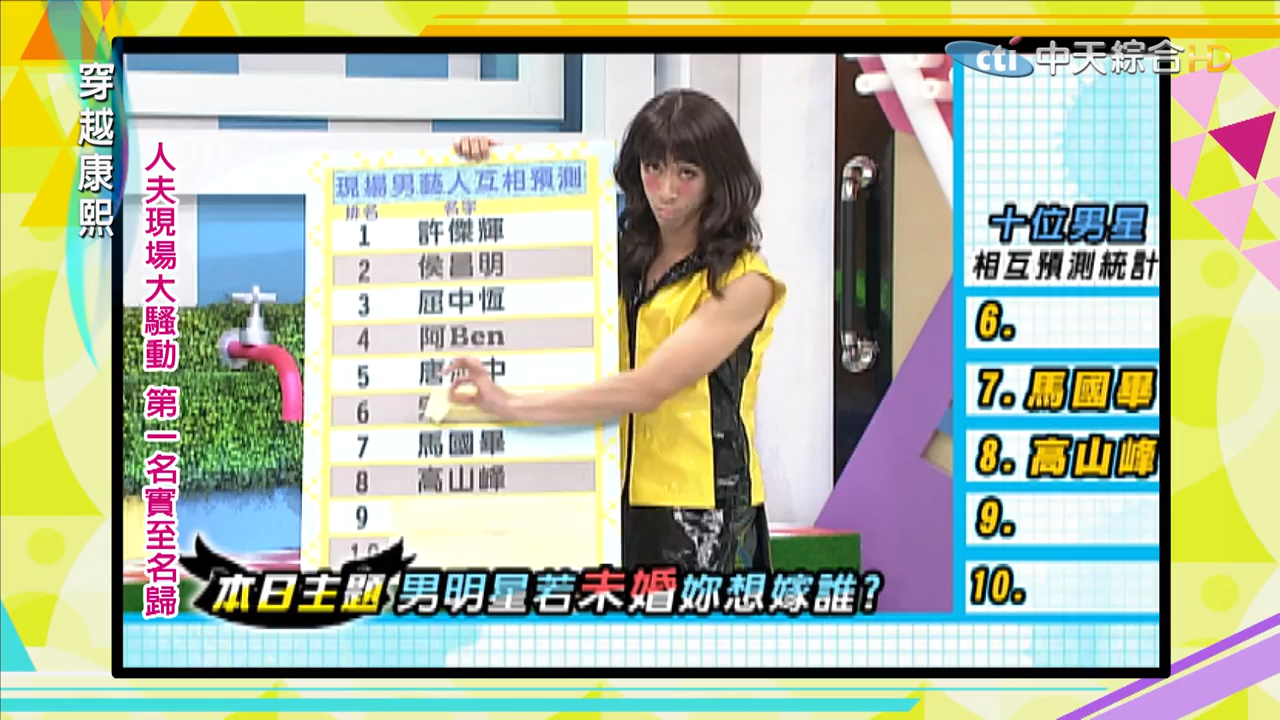 cti 中天綜合HD
穿越康熙
人夫現場大騷動 第一名實至名歸
現場男藝人互相預測
排名 名字
1 許傑輝
2 侯昌明
3 屈中恆
4 阿Ben
5 唐 中
6
7 馬國畢
8 高山峰
9
10
十位男星
相互預測統計
6.
7. 馬國畢
8. 高山峰
9.
10.
本日主題 男明星若未婚妳想嫁誰?